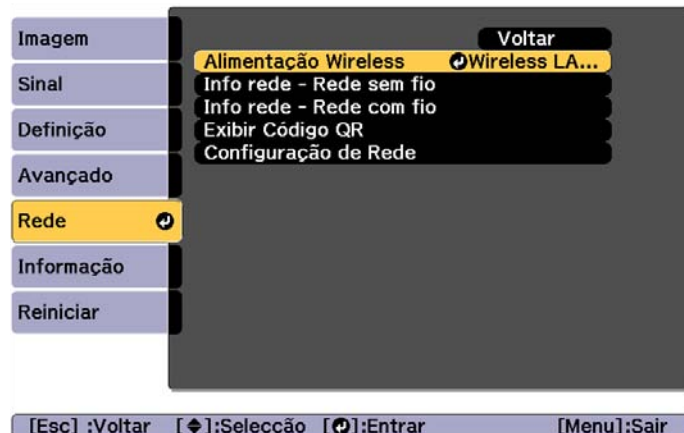 Imagem
Sinal
Definição
Avançado
Rede
Informação
Reiniciar
Voltar
Alimentação Wireless Wireless LA...
Info rede - Rede sem fio
Info rede - Rede com fio
Exibir Código QR
Configuração de Rede
[Esc] :Voltar [◆]:Selecção [↵]:Entrar [Menu]:Sair